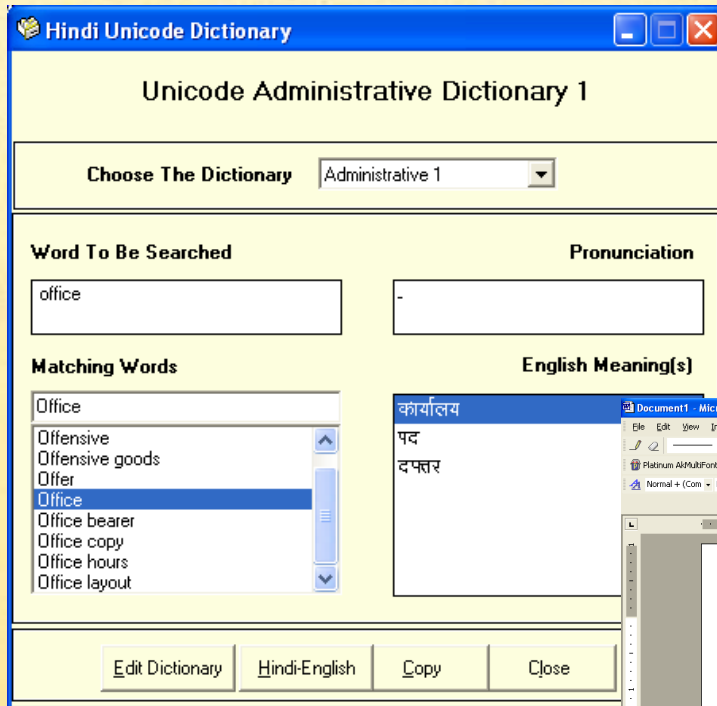 Hindi Unicode Dictionary
Unicode Administrative Dictionary 1
Choose The Dictionary Administrative 1
Word To Be Searched Pronunciation
office -
Matching Words English Meaning(s)
Office
Offensive
Offensive goods
Offer
Office
Office bearer
Office copy
Office hours
Office layout
कार्यालय
पद
दफ्तर
Document1 - Micr
File Edit View In
Platinum AkMultiFont
Normal + (Com
L
Edit Dictionary Hindi-English Copy Close